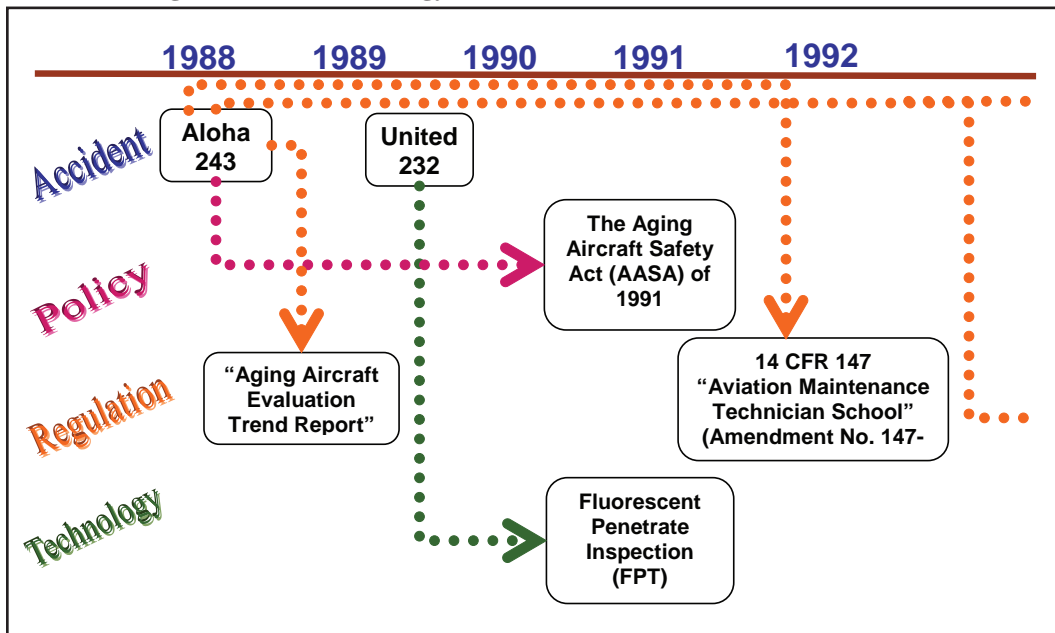 1988 1989 1990 1991 1992
Accident
Aloha
243
United
232
Policy
The Aging
Aircraft Safety
Act (AASA) of
1991
Regulation
“Aging Aircraft
Evaluation
Trend Report”
14 CFR 147
“Aviation Maintenance
Technician School”
(Amendment No. 147-
Technology
Fluorescent
Penetrate
Inspection
(FPT)